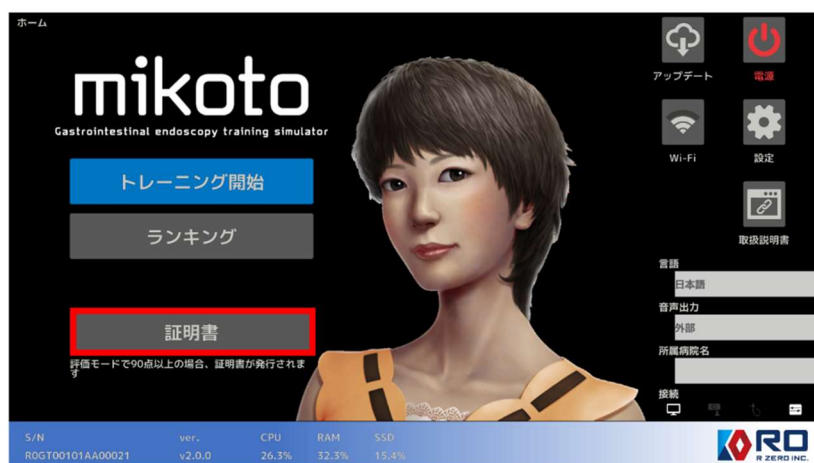 ホーム
mikoto
Gastrointestinal endoscopy training simulator
トレーニング開始
ランキング
証明書
評価モードで90点以上の場合、証明書が発行されま
す
アップデート
電源
Wi-Fi
設定
取扱説明書
言語
日本語
音声出力
外部
所属病院名
接続
S/N ver. CPU RAM SSD
R0GT00101AA00021 v2.0.0 26.3% 32.3% 15.4%
RO
R ZERO INC.